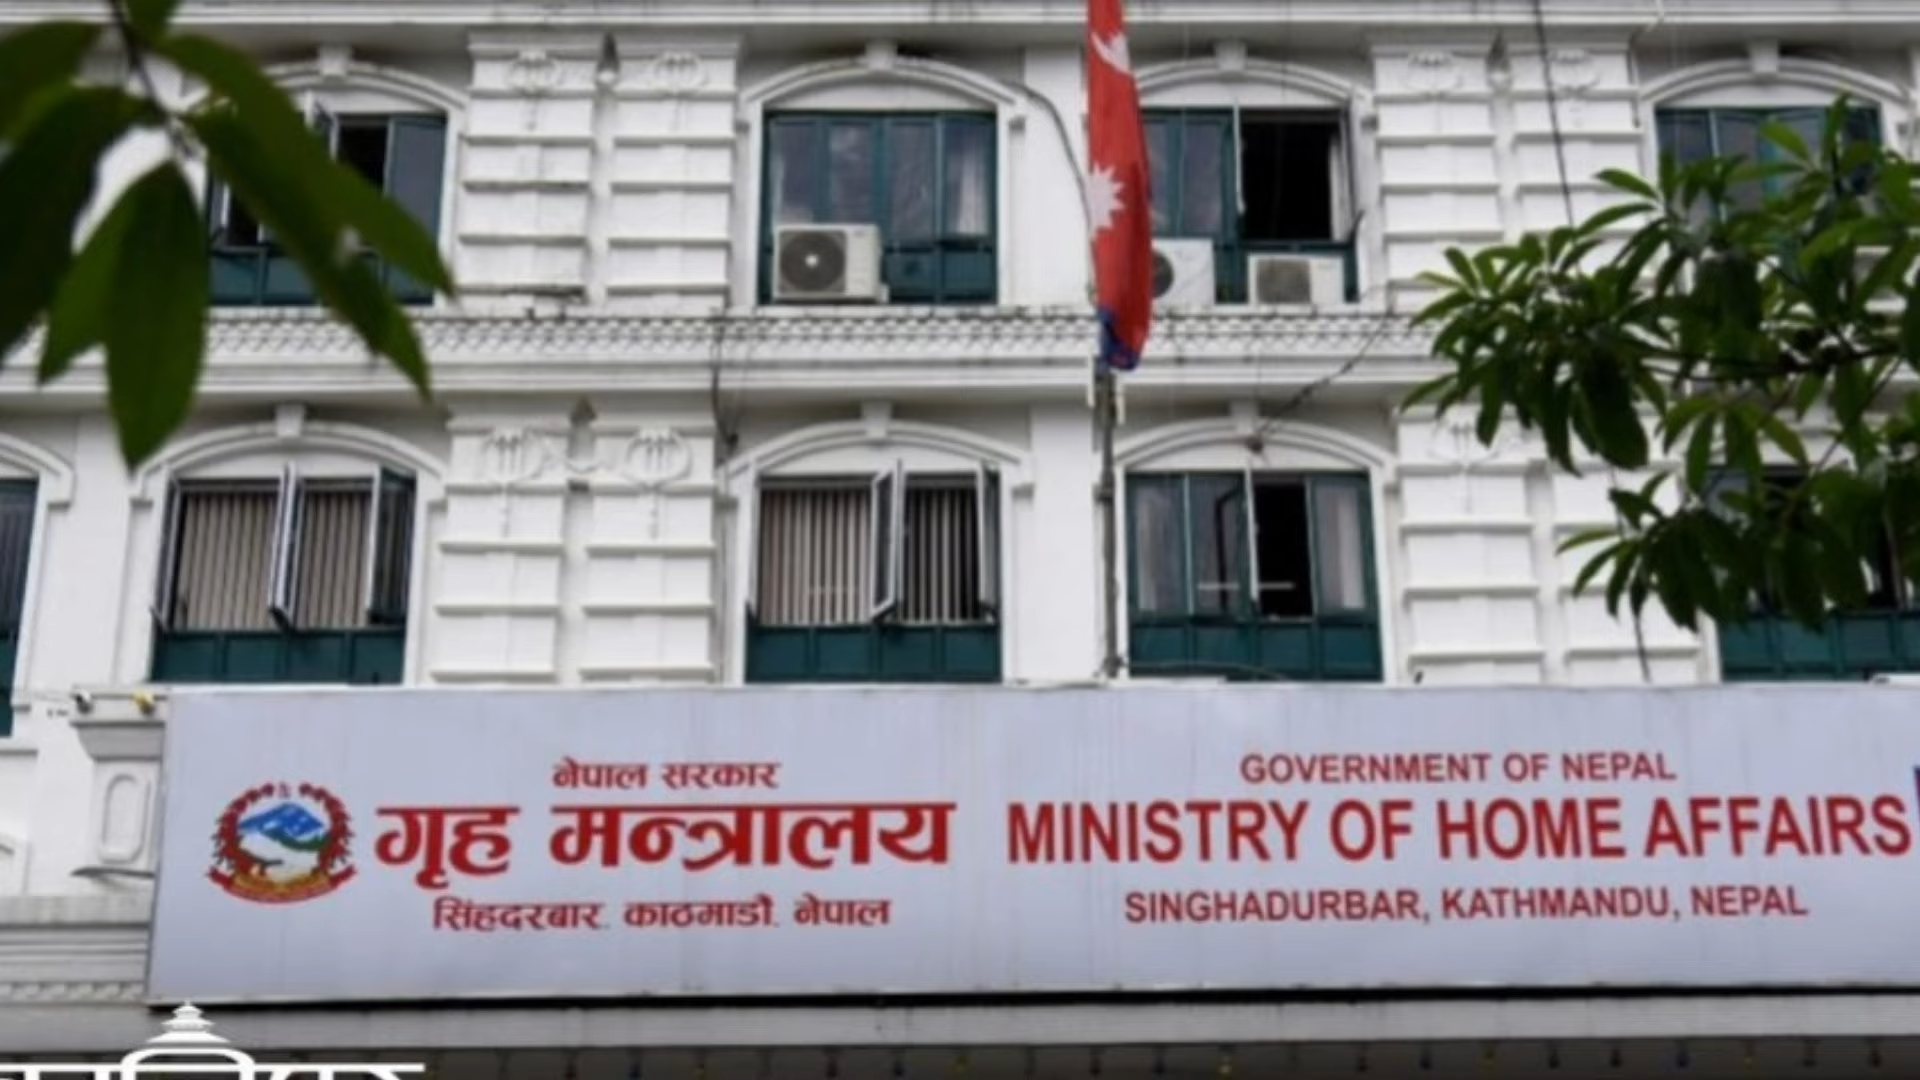 नेपाल सरकार
गृह मन्त्रालय
सिंहदरबार, काठमाडौं, नेपाल
GOVERNMENT OF NEPAL
MINISTRY OF HOME AFFAIRS
SINGHADURBAR, KATHMANDU, NEPAL